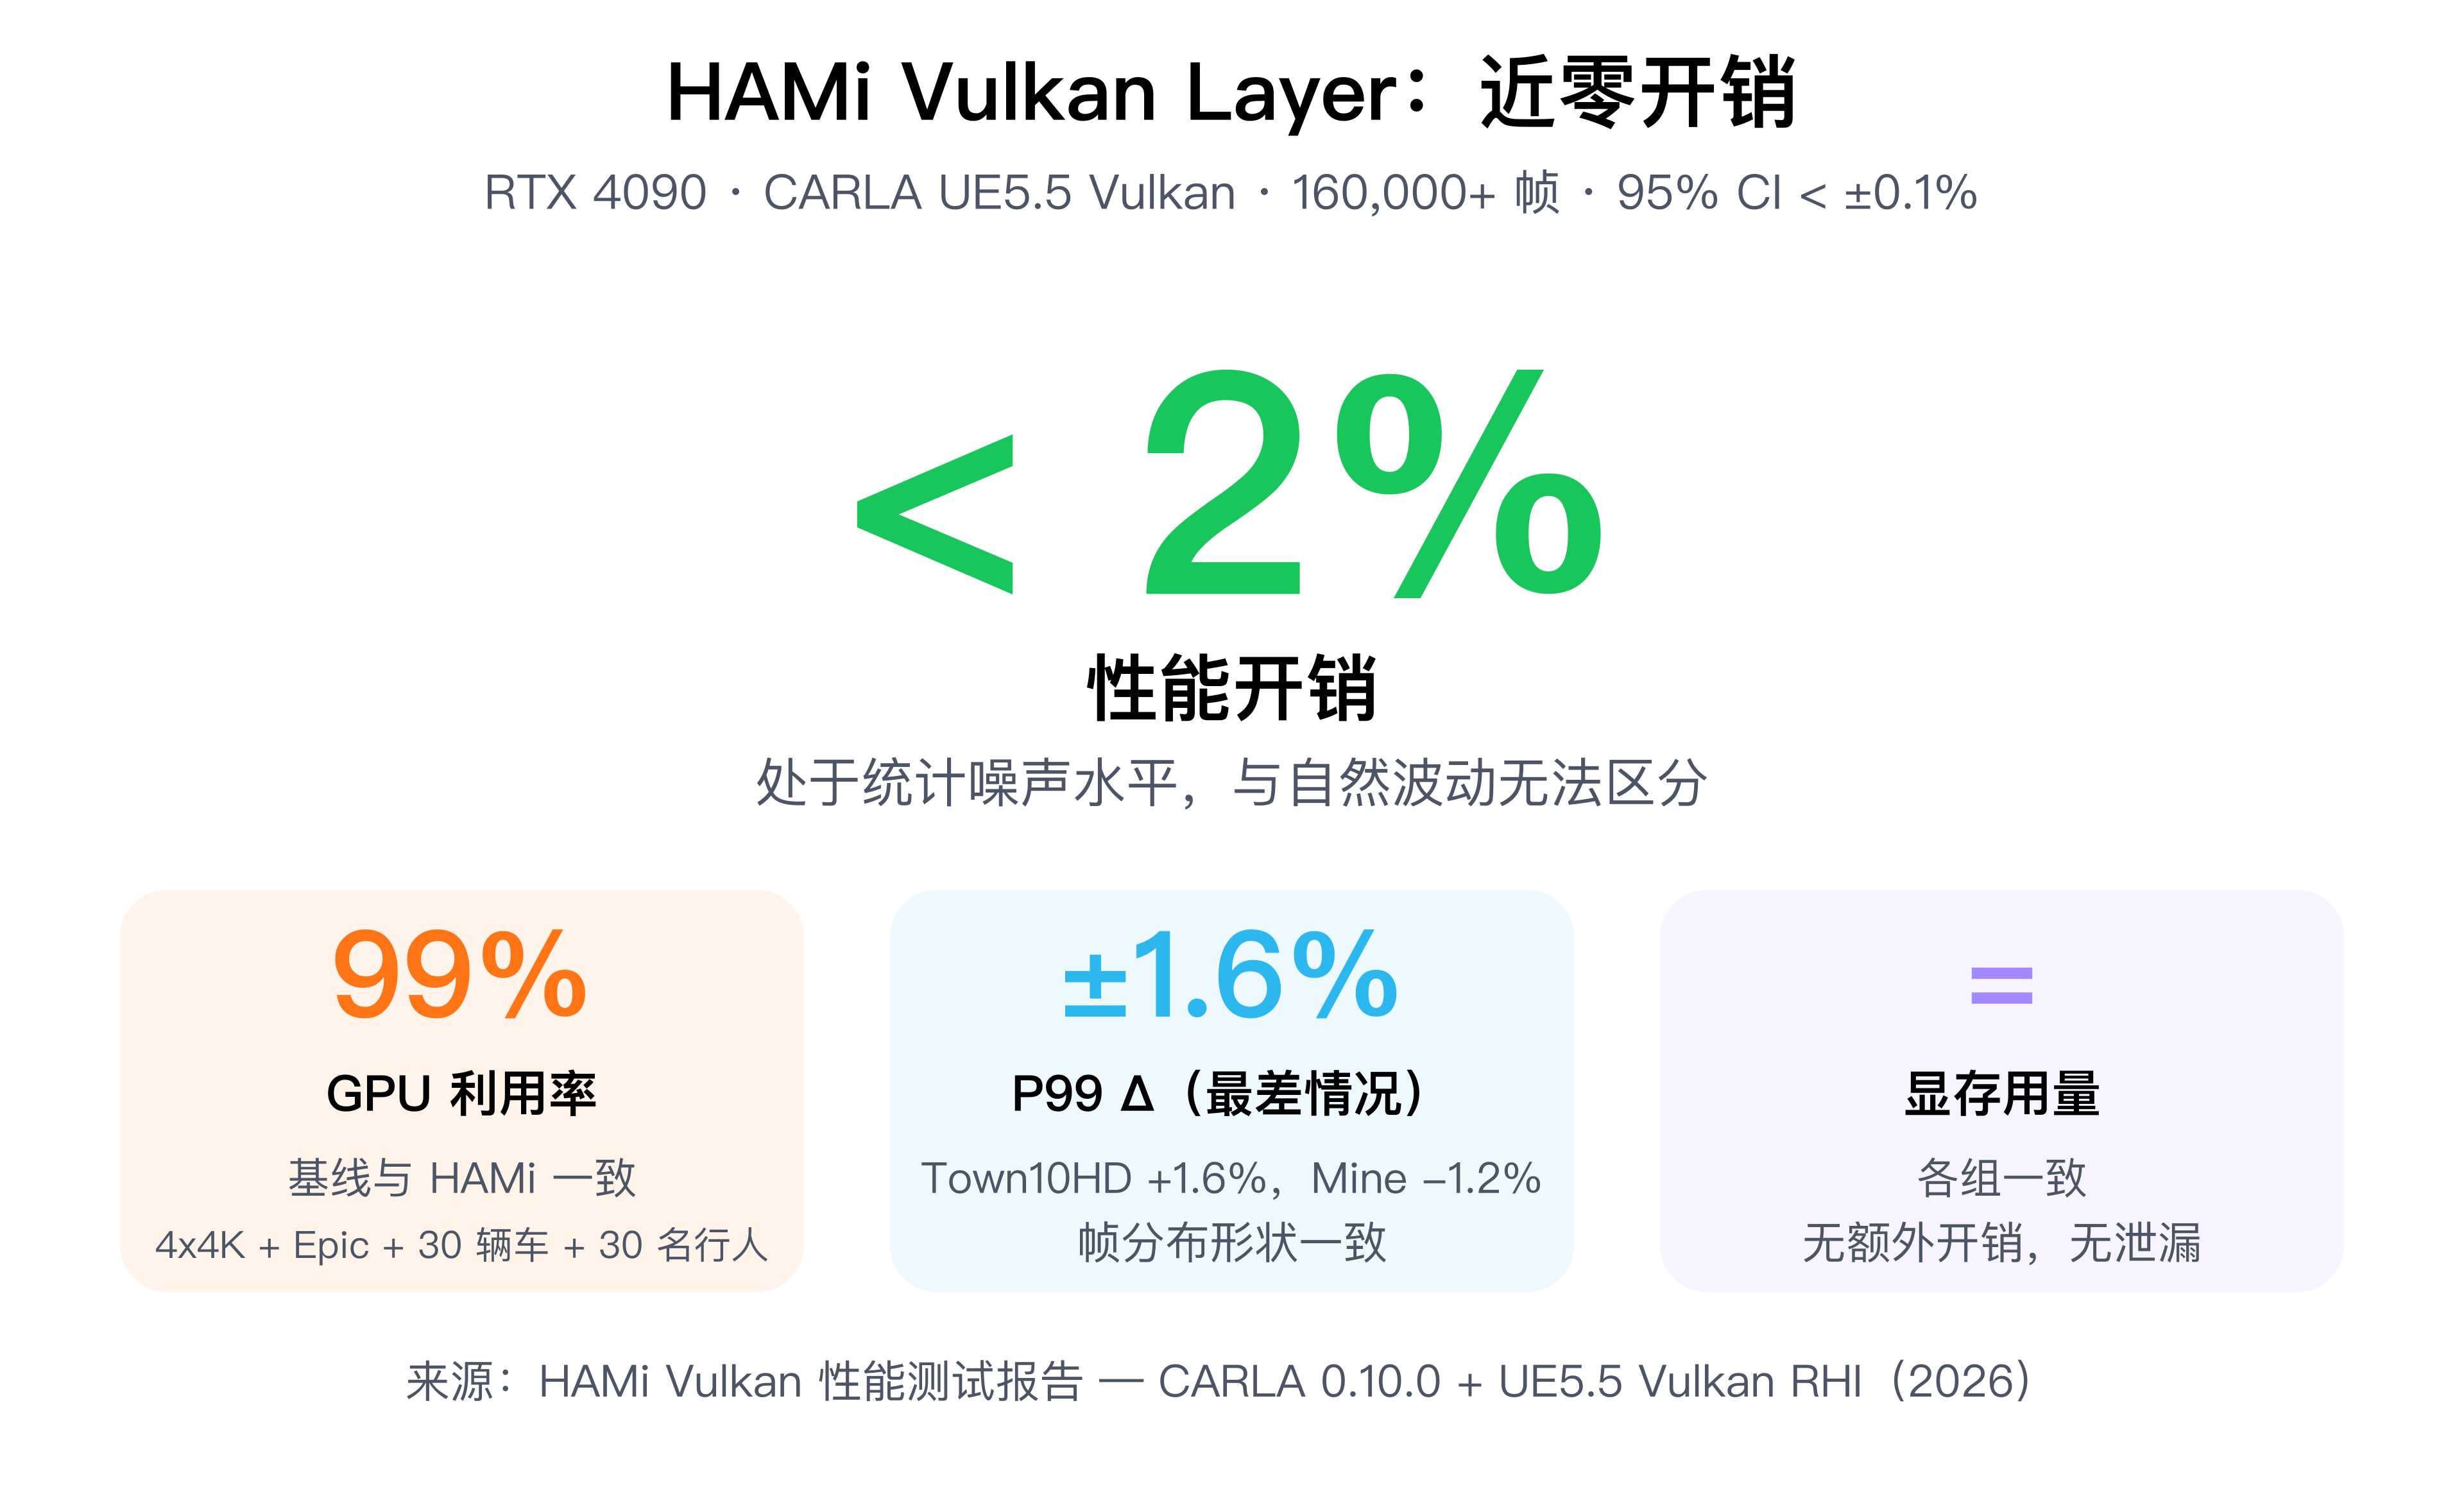 HAMi Vulkan Layer：近零开销
RTX 4090 · CARLA UE5.5 Vulkan · 160,000+ 帧 · 95% CI < ±0.1%
< 2%
性能开销
处于统计噪声水平，与自然波动无法区分
99%
GPU 利用率
基线与 HAMi 一致
4x4K + Epic + 30 辆车 + 30 名行人
±1.6%
P99 Δ（最差情况）
Town10HD +1.6%，Mine −1.2%
帧分布形状一致
=
显存用量
各组一致
无额外开销，无泄漏
来源：HAMi Vulkan 性能测试报告 — CARLA 0.10.0 + UE5.5 Vulkan RHI（2026）